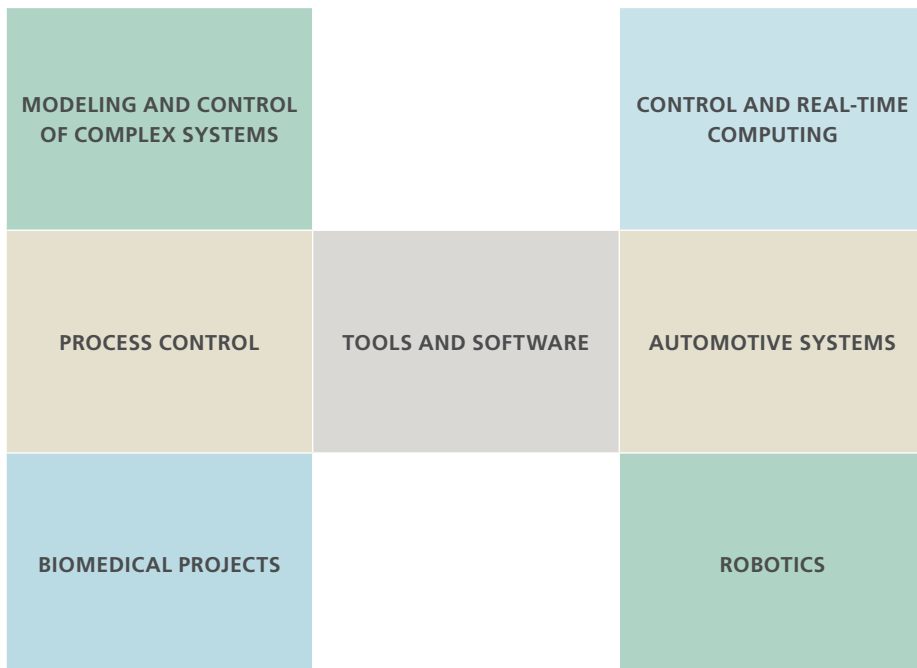 MODELING AND CONTROL
OF COMPLEX SYSTEMS
CONTROL AND REAL-TIME
COMPUTING
PROCESS CONTROL
TOOLS AND SOFTWARE
AUTOMOTIVE SYSTEMS
BIOMEDICAL PROJECTS
ROBOTICS